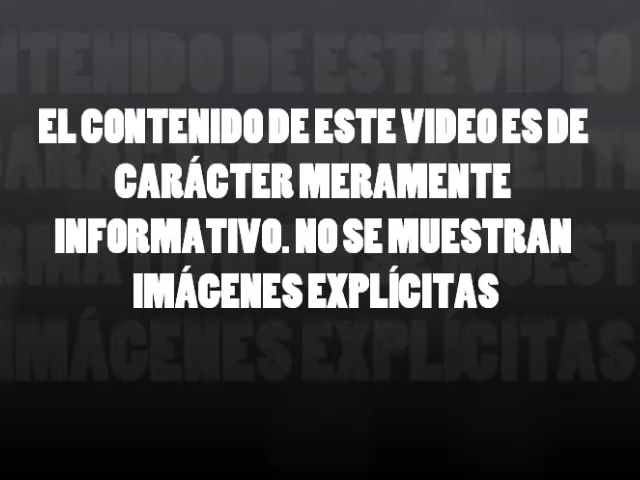 EL CONTENIDO DE ESTE VIDEO ES DE
CARÁCTER MERAMENTE
INFORMATIVO. NO SE MUESTRAN
IMÁGENES EXPLÍCITAS